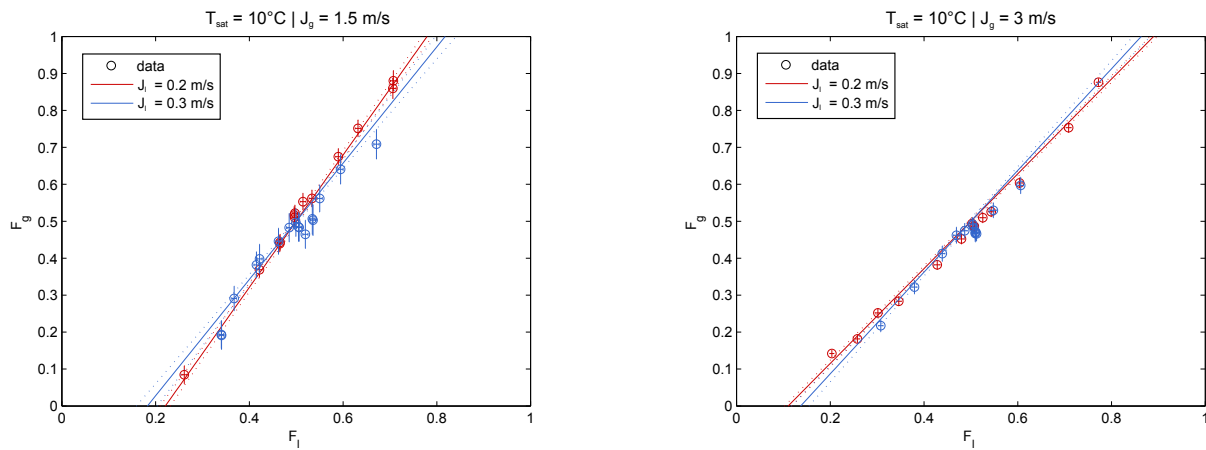 T_sat = 10°C | J_g = 1.5 m/s
1
0.9
0.8
0.7
0.6
0.5
0.4
0.3
0.2
0.1
0
F_g
data
J_l = 0.2 m/s
J_l = 0.3 m/s
0 0.2 0.4 0.6 0.8 1
F_l
T_sat = 10°C | J_g = 3 m/s
1
0.9
0.8
0.7
0.6
0.5
0.4
0.3
0.2
0.1
0
F_g
data
J_l = 0.2 m/s
J_l = 0.3 m/s
0 0.2 0.4 0.6 0.8 1
F_l